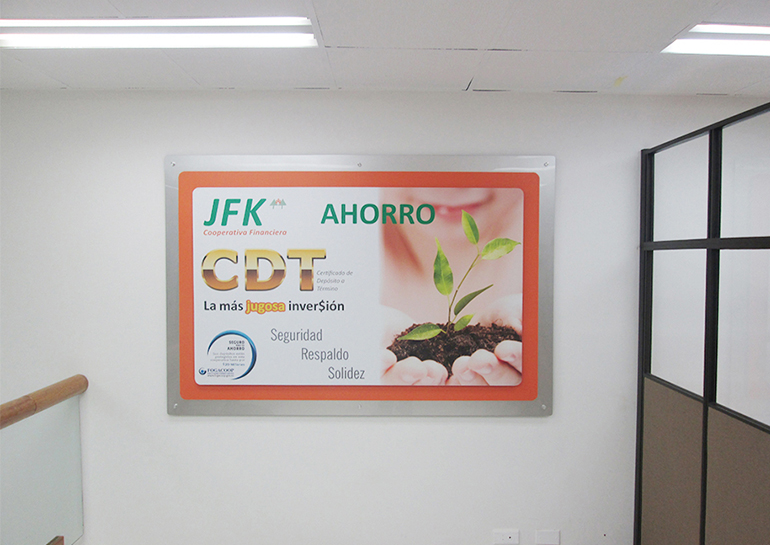 JFK
Cooperativa Financiera
AHORRO
CDT
Certificado de
Depósito a
Término
La más jugosa inver$ión
SEGURO
AHORRO
FOGACOOP
Seguridad
Respaldo
Solidez